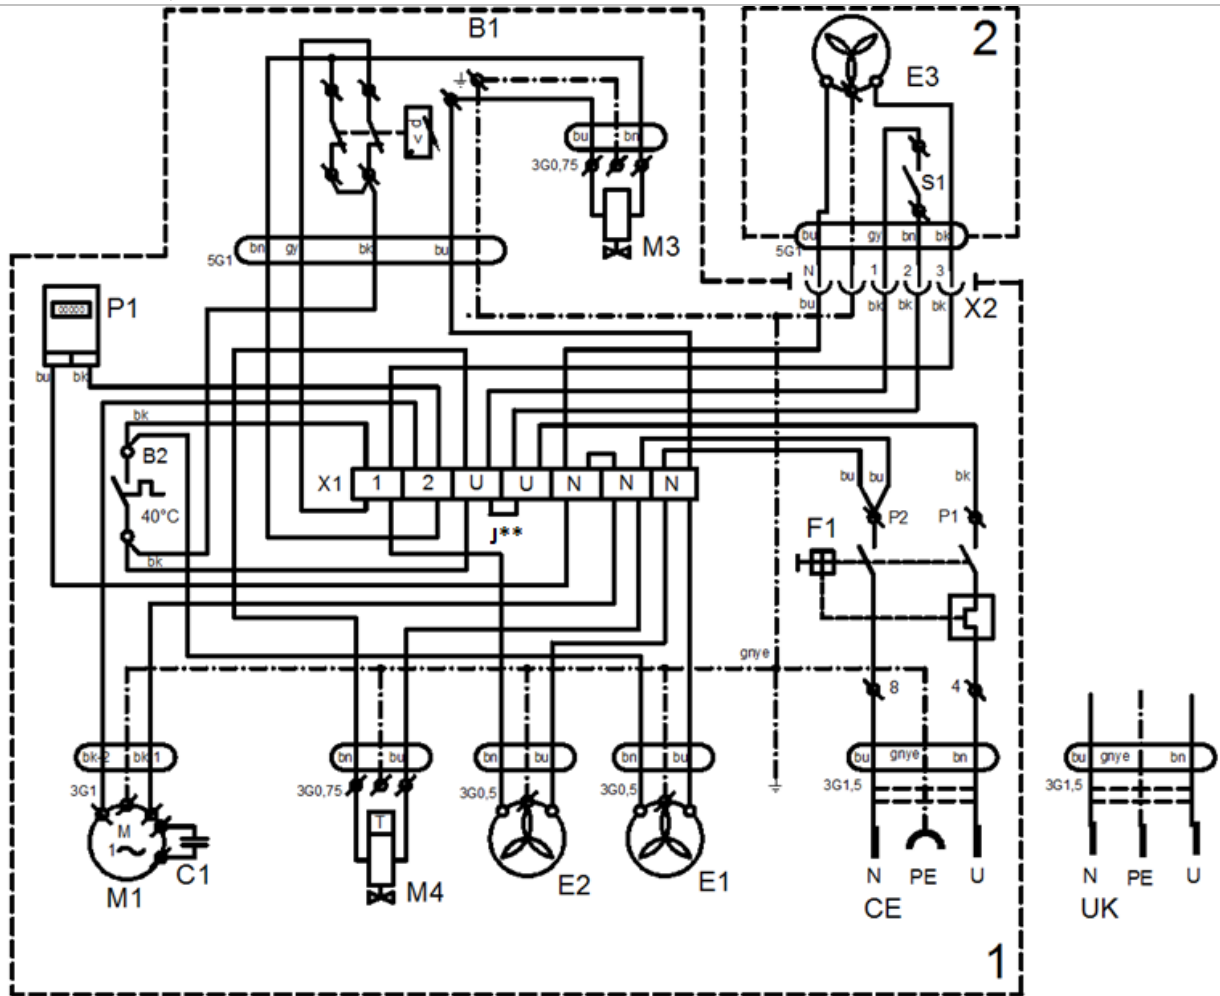 B1
2
E3
bu
bn
3G0,75
p
>
S1
M3
bn
gy
bk
bu
5G1
bu
gy
bn
bk
5G1
N
1
2
3
X2
bu
bk
bk
bk
P1
00000
bu
bk
bk
B2
40°C
bk
X1
1
2
U
U
N
N
N
J**
bu
bu
bk
P2
P1
F1
gnye
8
4
bk-2
bk 1
3G1
bn
bu
3G0,75
bn
bu
3G0,5
bn
bu
3G0,5
bu
gnye
bn
3G1,5
bu
gnye
bn
3G1,5
M
1
T
M1
C1
M4
E2
E1
N
PE
U
CE
N
PE
U
UK
1